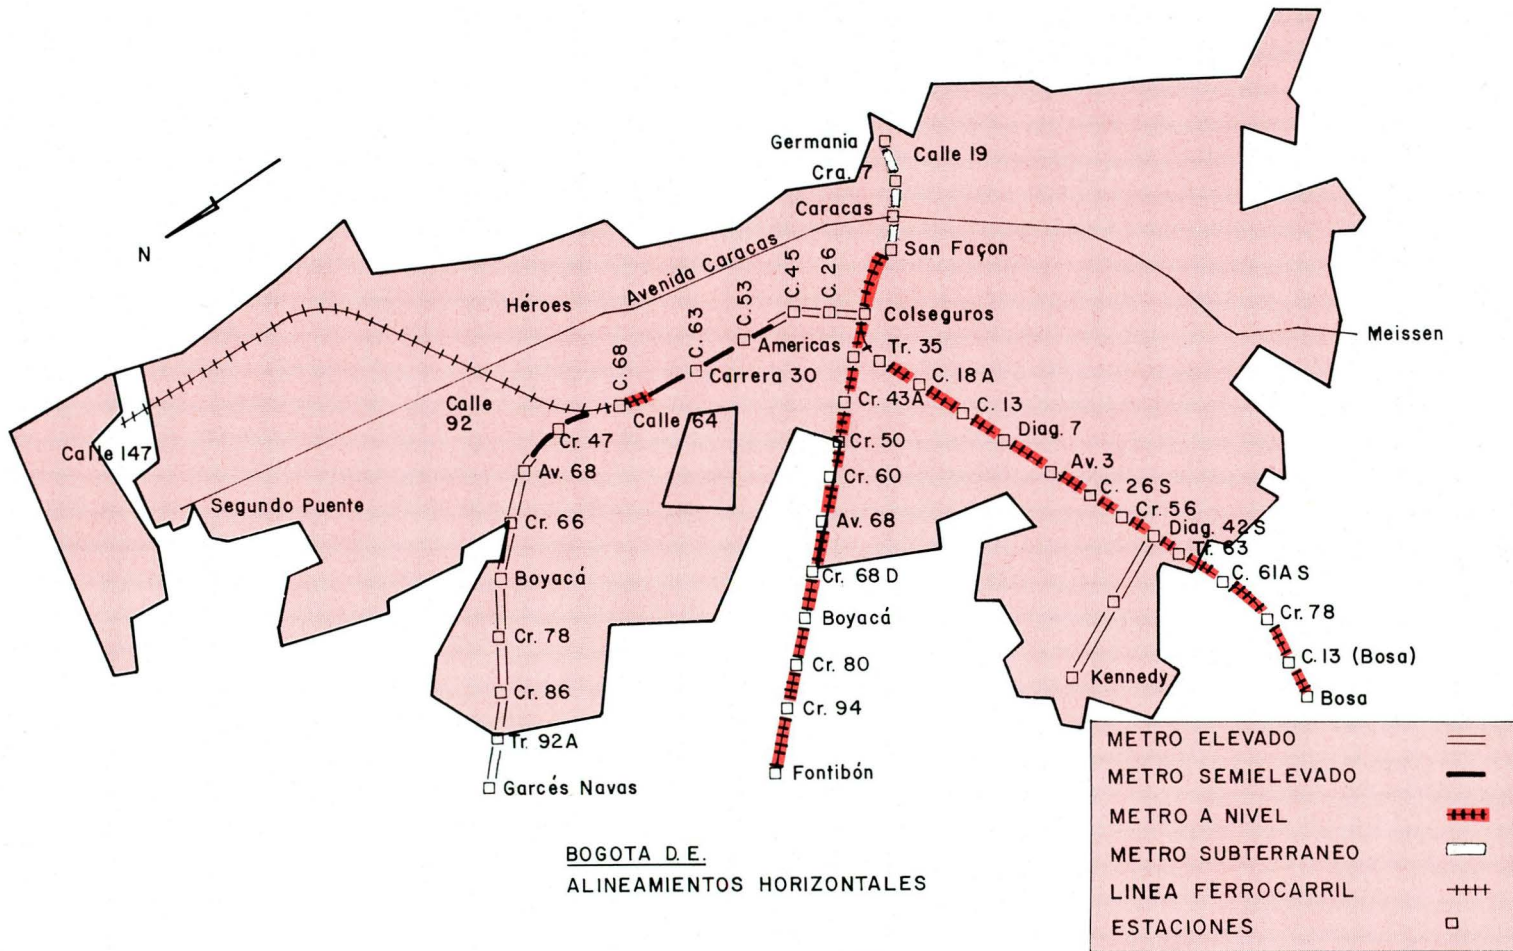 Germania
Calle 19
Cra. 7
Caracas
San Façon
N
Avenida Caracas
Héroes
C. 45
C. 26
C. 53
C. 63
C. 68
Colseguros
Meissen
Americas
Tr. 35
Carrera 30
C. 18 A
Calle 92
Calle 64
Cr. 43A
C. 13
Cr. 47
Diag. 7
Cr. 50
Calle 147
Av. 68
Cr. 60
Av. 3
C. 26 S
Segundo Puente
Cr. 66
Av. 68
Cr. 56
Diag. 42 S
Tr. 63
Boyacá
Cr. 68 D
C. 61A S
Boyacá
Cr. 78
Cr. 78
Cr. 80
C. 13 (Bosa)
Cr. 86
Cr. 94
Kennedy
Bosa
Tr. 92A
Fontibón
Garcés Navas
METRO ELEVADO
METRO SEMIELEVADO
METRO A NIVEL
METRO SUBTERRANEO
LINEA FERROCARRIL
ESTACIONES
BOGOTA D. E.
ALINEAMIENTOS HORIZONTALES